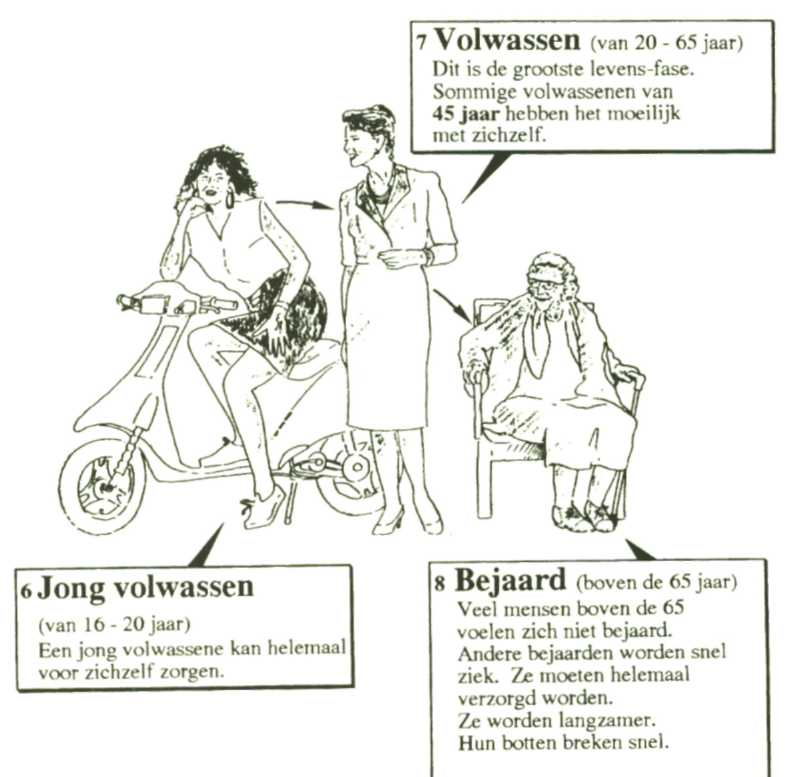 7 Volwassen (van 20 - 65 jaar)
Dit is de grootste levens-fase.
Sommige volwassenen van
45 jaar hebben het moeilijk
met zichzelf.
6 Jong volwassen
(van 16 - 20 jaar)
Een jong volwassene kan helemaal
voor zichzelf zorgen.
8 Bejaard (boven de 65 jaar)
Veel mensen boven de 65
voelen zich niet bejaard.
Andere bejaarden worden snel
ziek. Ze moeten helemaal
verzorgd worden.
Ze worden langzamer.
Hun botten breken snel.